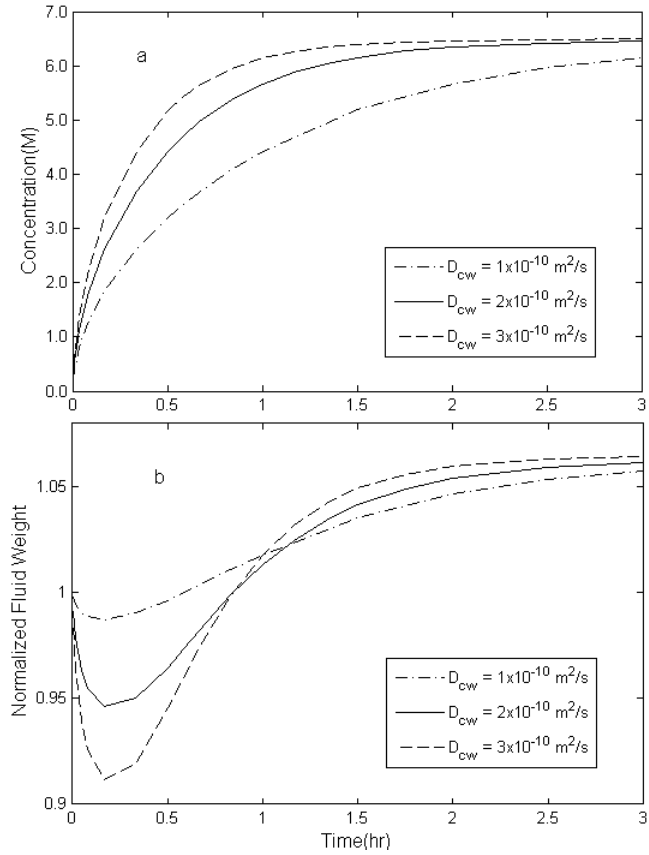 7.0
6.0
5.0
4.0
3.0
2.0
1.0
0.0
Concentration(M)
a
D_cw = 1x10^-10 m^2/s
D_cw = 2x10^-10 m^2/s
D_cw = 3x10^-10 m^2/s
0 0.5 1 1.5 2 2.5 3
1.05
1
0.95
0.9
Normalized Fluid Weight
b
D_cw = 1x10^-10 m^2/s
D_cw = 2x10^-10 m^2/s
D_cw = 3x10^-10 m^2/s
0 0.5 1 1.5 2 2.5 3
Time(hr)